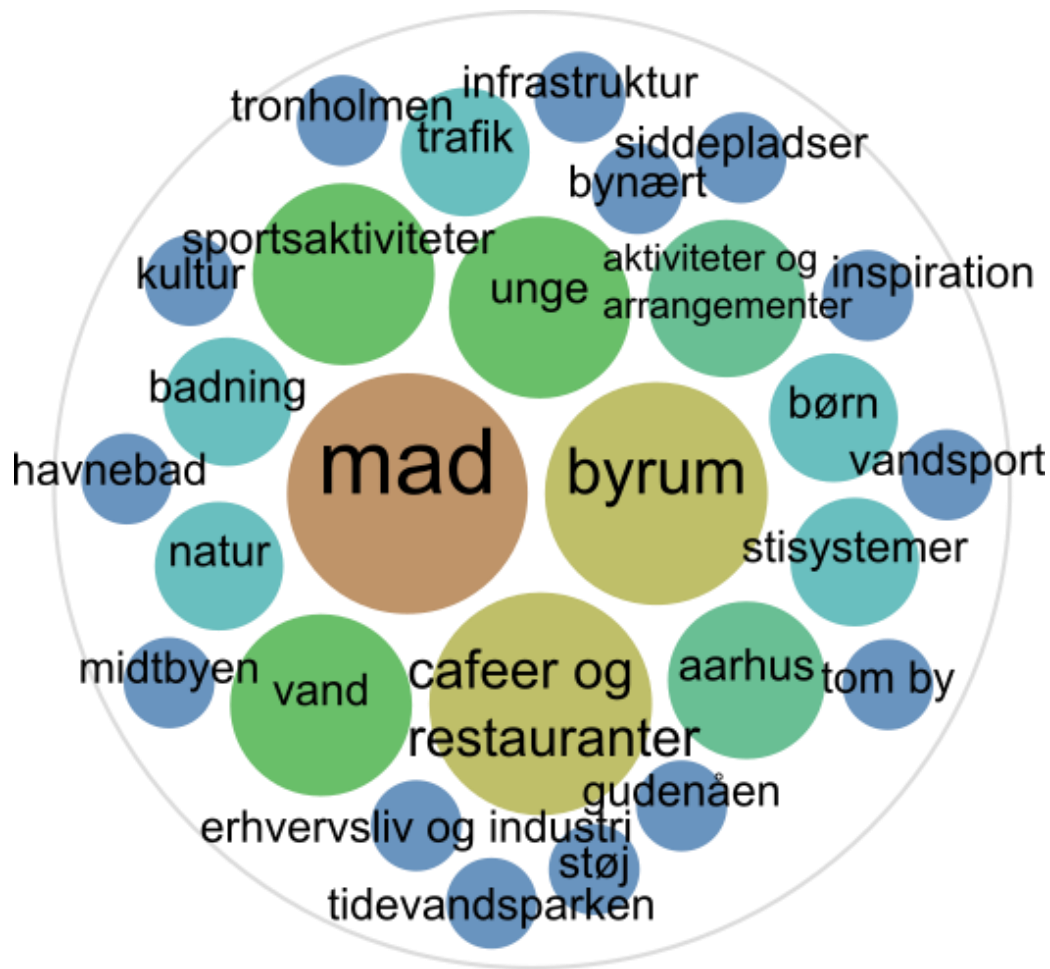 infrastruktur
tronholmen
trafik
siddepladser
bynært
sportsaktiviteter
kultur
unge
aktiviteter og
arrangementer
inspiration
badning
børn
mad
byrum
havnebad
vandsport
natur
stisystemer
midtbyen
vand
cafeer og
restauranter
aarhus
tom by
gudenåen
erhvervsliv og industri
støj
tidevandsparken